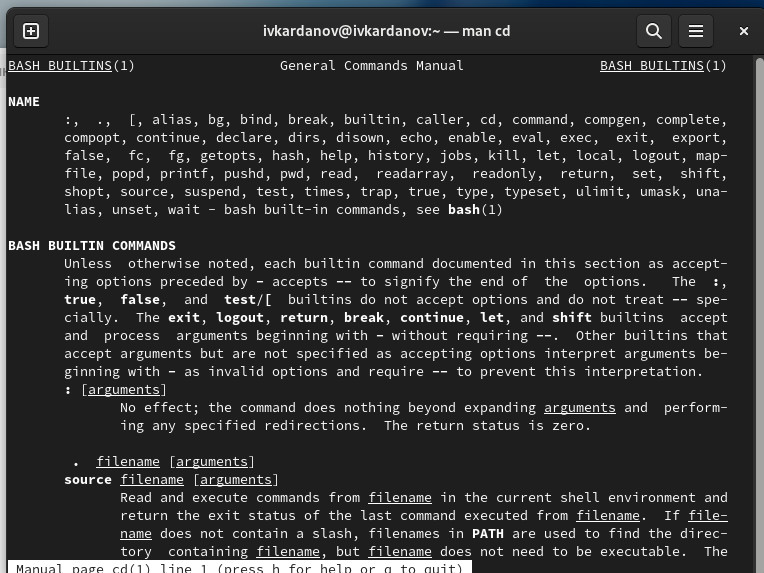 ivkardanov@ivkardanov:~ — man cd
BASH BUILTINS(1) General Commands Manual BASH BUILTINS(1)
NAME
:, ., [, alias, bg, bind, break, builtin, caller, cd, command, compgen, complete,
compopt, continue, declare, dirs, disown, echo, enable, eval, exec, exit, export,
false, fc, fg, getopts, hash, help, history, jobs, kill, let, local, logout, map-
file, popd, printf, pushd, pwd, read, readarray, readonly, return, set, shift,
shopt, source, suspend, test, times, trap, true, type, typeset, ulimit, umask, una-
lias, unset, wait - bash built-in commands, see bash(1)
BASH BUILTIN COMMANDS
Unless otherwise noted, each builtin command documented in this section as accept-
ing options preceded by - accepts -- to signify the end of the options. The :,
true, false, and test/[ builtins do not accept options and do not treat -- spe-
cially. The exit, logout, return, break, continue, let, and shift builtins accept
and process arguments beginning with - without requiring --. Other builtins that
accept arguments but are not specified as accepting options interpret arguments be-
ginning with - as invalid options and require -- to prevent this interpretation.
: [arguments]
No effect; the command does nothing beyond expanding arguments and perform-
ing any specified redirections. The return status is zero.
. filename [arguments]
source filename [arguments]
Read and execute commands from filename in the current shell environment and
return the exit status of the last command executed from filename. If file-
name does not contain a slash, filenames in PATH are used to find the direc-
tory containing filename, but filename does not need to be executable. The
Manual page cd(1) line 1 (press h for help or q to quit)